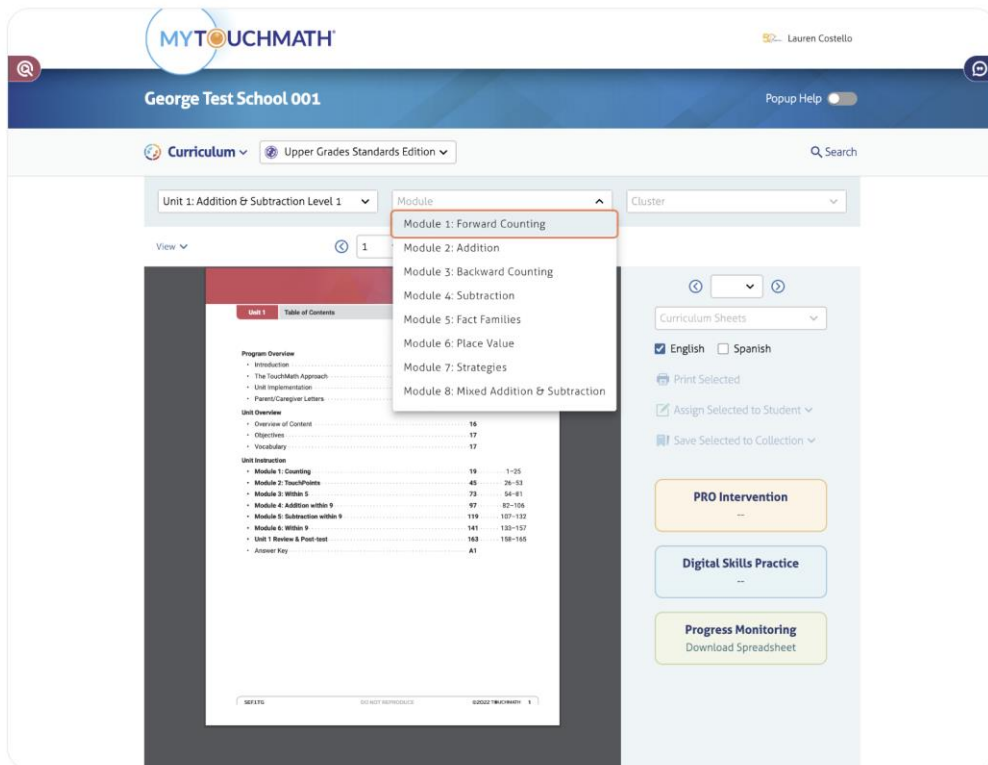 MYTOUCHMATH
Lauren Costello
George Test School 001
Popup Help
Curriculum
Upper Grades Standards Edition
Search
Unit 1: Addition & Subtraction Level 1
Module
Cluster
Module 1: Forward Counting
Module 2: Addition
Module 3: Backward Counting
Module 4: Subtraction
Module 5: Fact Families
Module 6: Place Value
Module 7: Strategies
Module 8: Mixed Addition & Subtraction
View
1
Unit 1 Table of Contents
Program Overview
• Introduction
• The TouchMath Approach
• Unit Implementation
• Parent/Caregiver Letters
Unit Overview
• Overview of Content 16
• Objectives 17
• Vocabulary 17
Unit Instruction
• Module 1: Counting 19 1–25
• Module 2: TouchPoints 45 26–53
• Module 3: Within 5 73 54–81
• Module 4: Addition within 9 97 82–106
• Module 5: Subtraction within 9 119 107–132
• Module 6: Within 9 141 133–157
• Unit 1 Review & Post-test 163 158–165
• Answer Key A1
DO NOT REPRODUCE
©2022 TOUCHMATH 1
Curriculum Sheets
English Spanish
Print Selected
Assign Selected to Student
Save Selected to Collection
PRO Intervention
--
Digital Skills Practice
--
Progress Monitoring
Download Spreadsheet